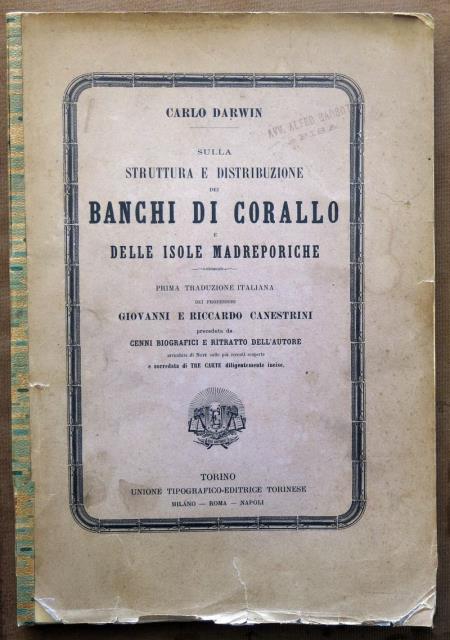 CARLO DARWIN
SULLA
STRUTTURA E DISTRIBUZIONE
DEI
BANCHI DI CORALLO
E
DELLE ISOLE MADREPORICHE
PRIMA TRADUZIONE ITALIANA
DEI PROFESSORI
GIOVANNI E RICCARDO CANESTRINI
preceduta da
CENNI BIOGRAFICI E RITRATTO DELL'AUTORE
arricchita di Note sulle più recenti scoperte
e corredata di TRE CARTE diligentemente incise.
TORINO
UNIONE TIPOGRAFICO-EDITRICE TORINESE
MILANO — ROMA — NAPOLI